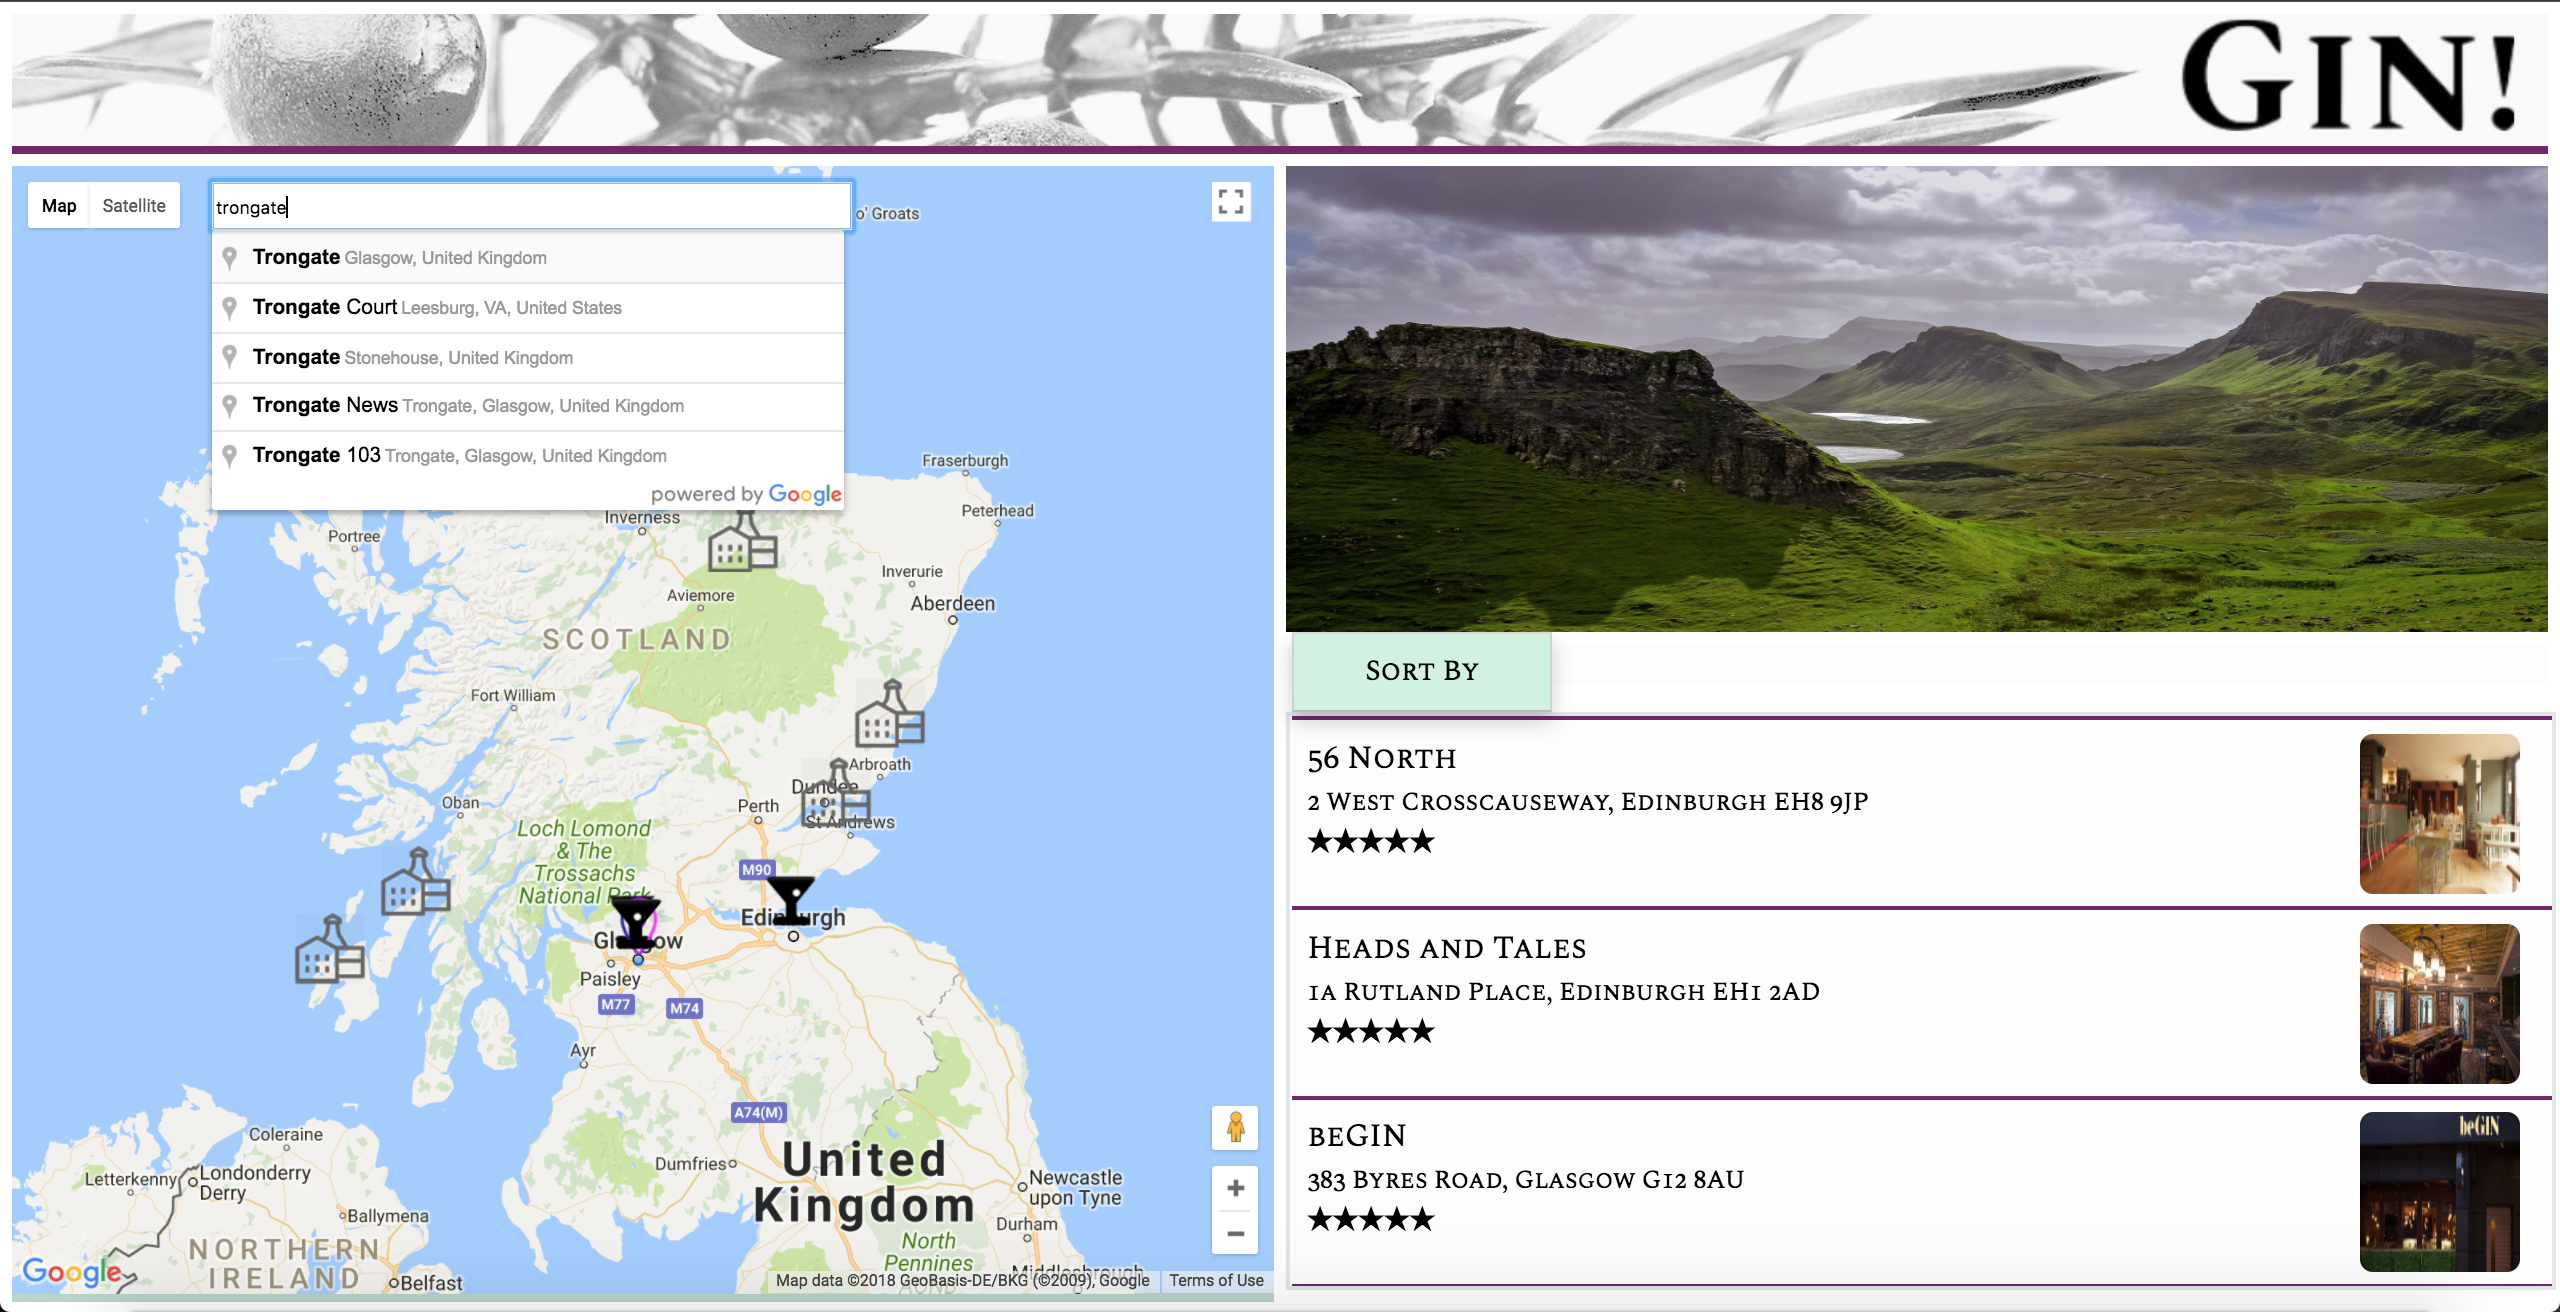 GIN!
Map Satellite
trongate
o' Groats
Trongate Glasgow, United Kingdom
Trongate Court Leesburg, VA, United States
Trongate Stonehouse, United Kingdom
Trongate News Trongate, Glasgow, United Kingdom
Trongate 103 Trongate, Glasgow, United Kingdom
powered by Google
Fraserburgh
Peterhead
Inverness
Portree
Inverurie
Aviemore
Aberdeen
SCOTLAND
Fort William
Arbroath
Dundee
Oban
Perth
St Andrews
Loch Lomond
& The
Trossachs
National Park
M90
Edinburgh
Glasgow
Paisley
M77
M74
Ayr
A74(M)
Coleraine
United
Kingdom
Dumfries
Letterkenny
Londonderry
Derry
Newcastle
upon Tyne
Ballymena
Durham
NORTHERN
IRELAND
North
Pennines
Middlesbrough
Belfast
Google
Map data ©2018 GeoBasis-DE/BKG (©2009), Google Terms of Use
Sort By
56 North
2 West Crosscauseway, Edinburgh EH8 9JP
★★★★★
Heads and Tales
1a Rutland Place, Edinburgh EH1 2AD
★★★★★
beGIN
383 Byres Road, Glasgow G12 8AU
★★★★★
beGIN